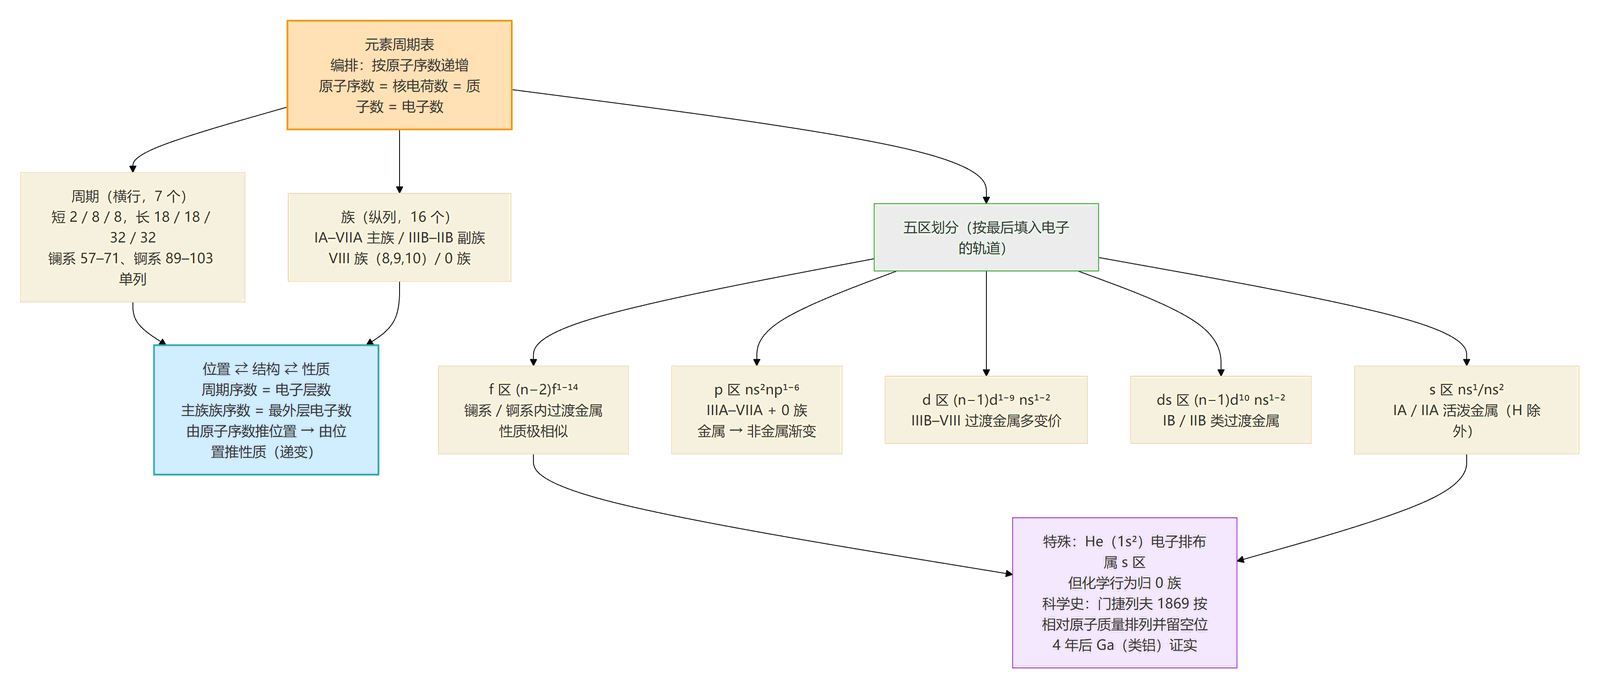 元素周期表
编排：按原子序数递增
原子序数 = 核电荷数 = 质
子数 = 电子数
周期（横行，7 个）
短 2 / 8 / 8，长 18 / 18 /
32 / 32
镧系 57–71、锕系 89–103
单列
族（纵列，16 个）
IA–VIIA 主族 / IIIB–IIB 副族
VIII 族（8,9,10）/ 0 族
五区划分（按最后填入电子
的轨道）
位置 ⇄ 结构 ⇄ 性质
周期序数 = 电子层数
主族族序数 = 最外层电子数
由原子序数推位置 → 由位
置推性质（递变）
f 区 (n−2)f¹⁻¹⁴
镧系 / 锕系内过渡金属
性质极相似
p 区 ns²np¹⁻⁶
IIIA–VIIA + 0 族
金属 → 非金属渐变
d 区 (n−1)d¹⁻⁹ ns¹⁻²
IIIB–VIII 过渡金属多变价
ds 区 (n−1)d¹⁰ ns¹⁻²
IB / IIB 类过渡金属
s 区 ns¹/ns²
IA / IIA 活泼金属（H 除
外）
特殊：He（1s²）电子排布
属 s 区
但化学行为归 0 族
科学史：门捷列夫 1869 按
相对原子质量排列并留空位
4 年后 Ga（类铝）证实